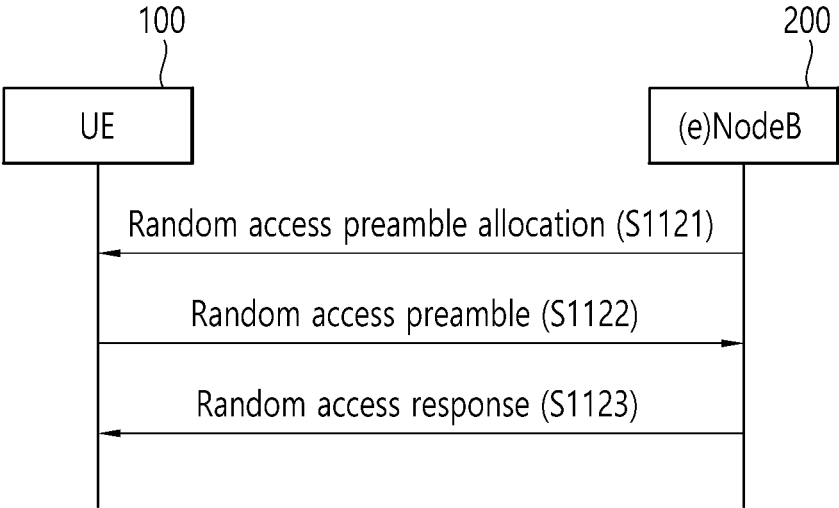 100
200
UE
(e)NodeB
Random access preamble allocation (S1121)
Random access preamble (S1122)
Random access response (S1123)